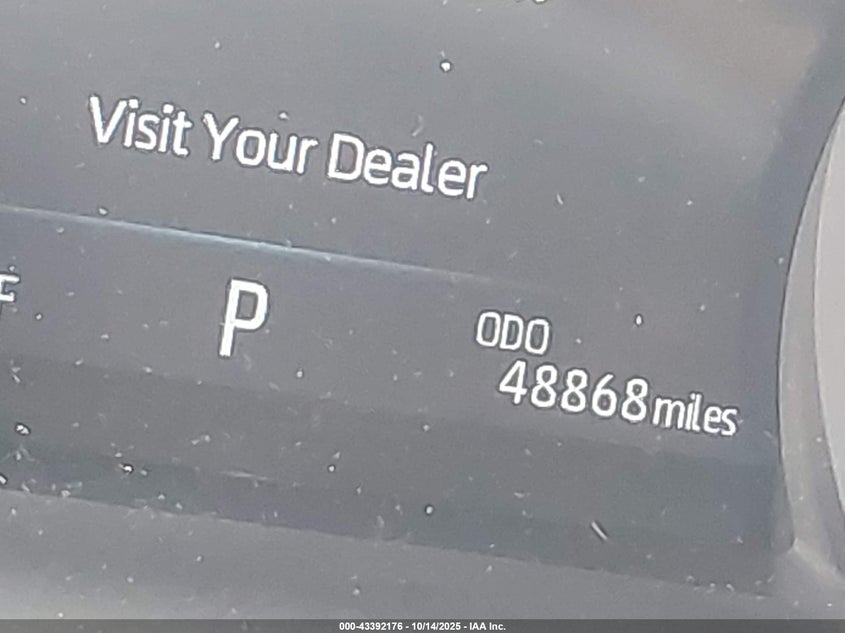 Visit Your Dealer
F
P
ODO
48868 miles
000-43392176 - 10/14/2025 - IAA Inc.